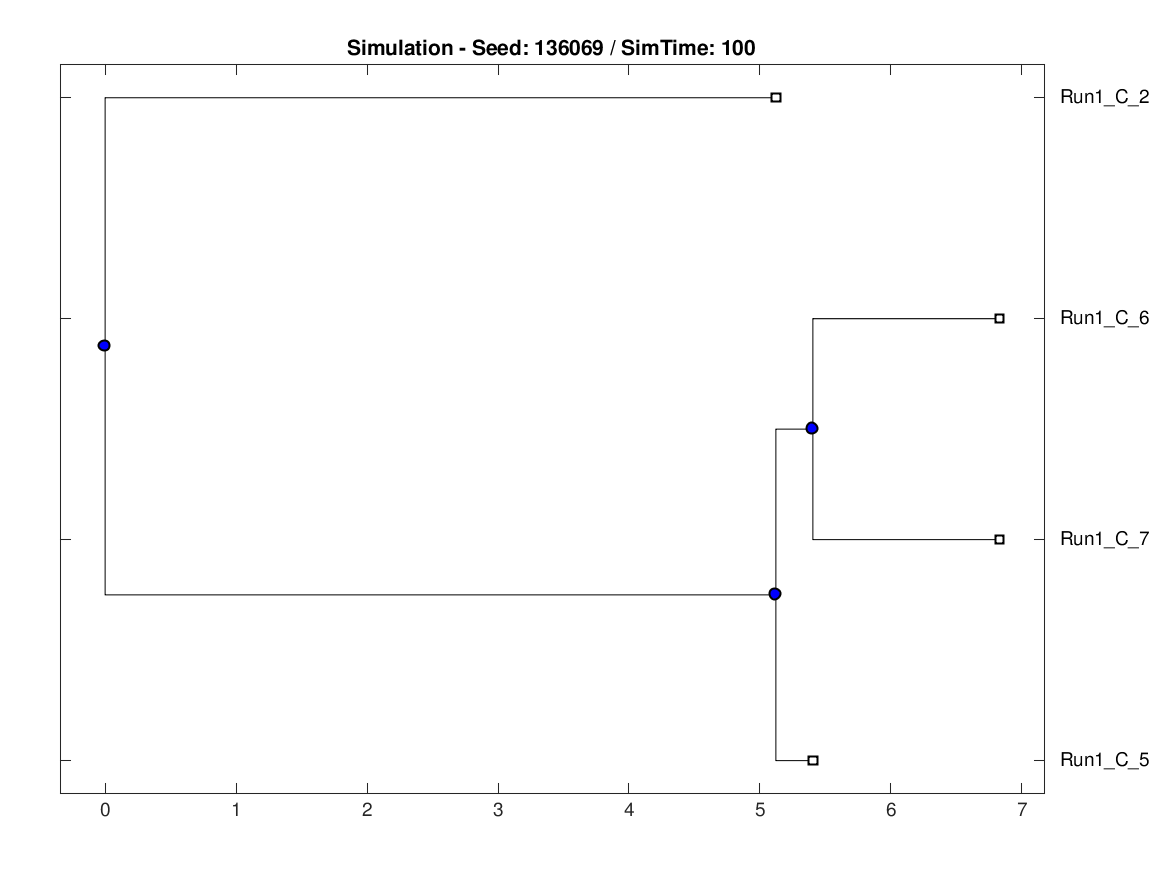 Simulation - Seed: 136069 / SimTime: 100
Run1_C_2
Run1_C_6
Run1_C_7
Run1_C_5
0 1 2 3 4 5 6 7